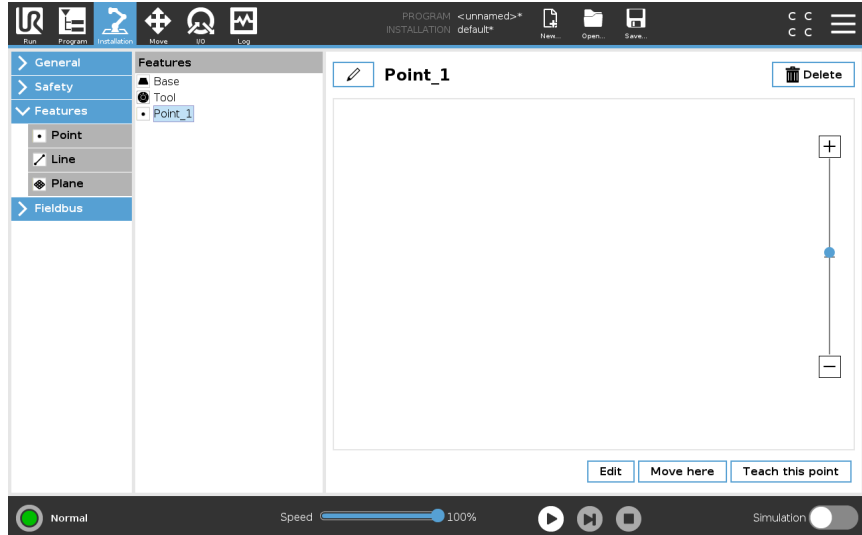 UR
Run
Program
Installation
Move
I/O
Log
PROGRAM <unnamed>*
INSTALLATION default*
New...
Open...
Save...
C C
C C
General
Safety
Features
Point
Line
Plane
Fieldbus
Features
Base
Tool
Point_1
Point_1
Delete
Edit
Move here
Teach this point
Normal
Speed
100%
Simulation